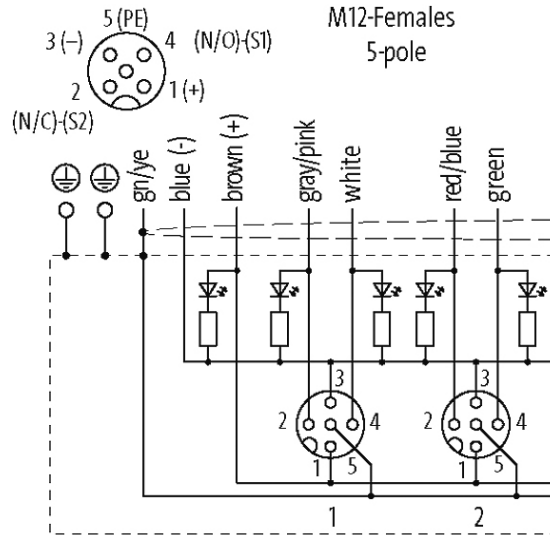 M12-Females
5-pole
5 (PE)
3 (–)
4 (N/O)-(S1)
2
1 (+)
(N/C)-(S2)
gn/ye
blue (-)
brown (+)
gray/pink
white
red/blue
green
3
3
2
4
2
4
1
5
1
5
1
2